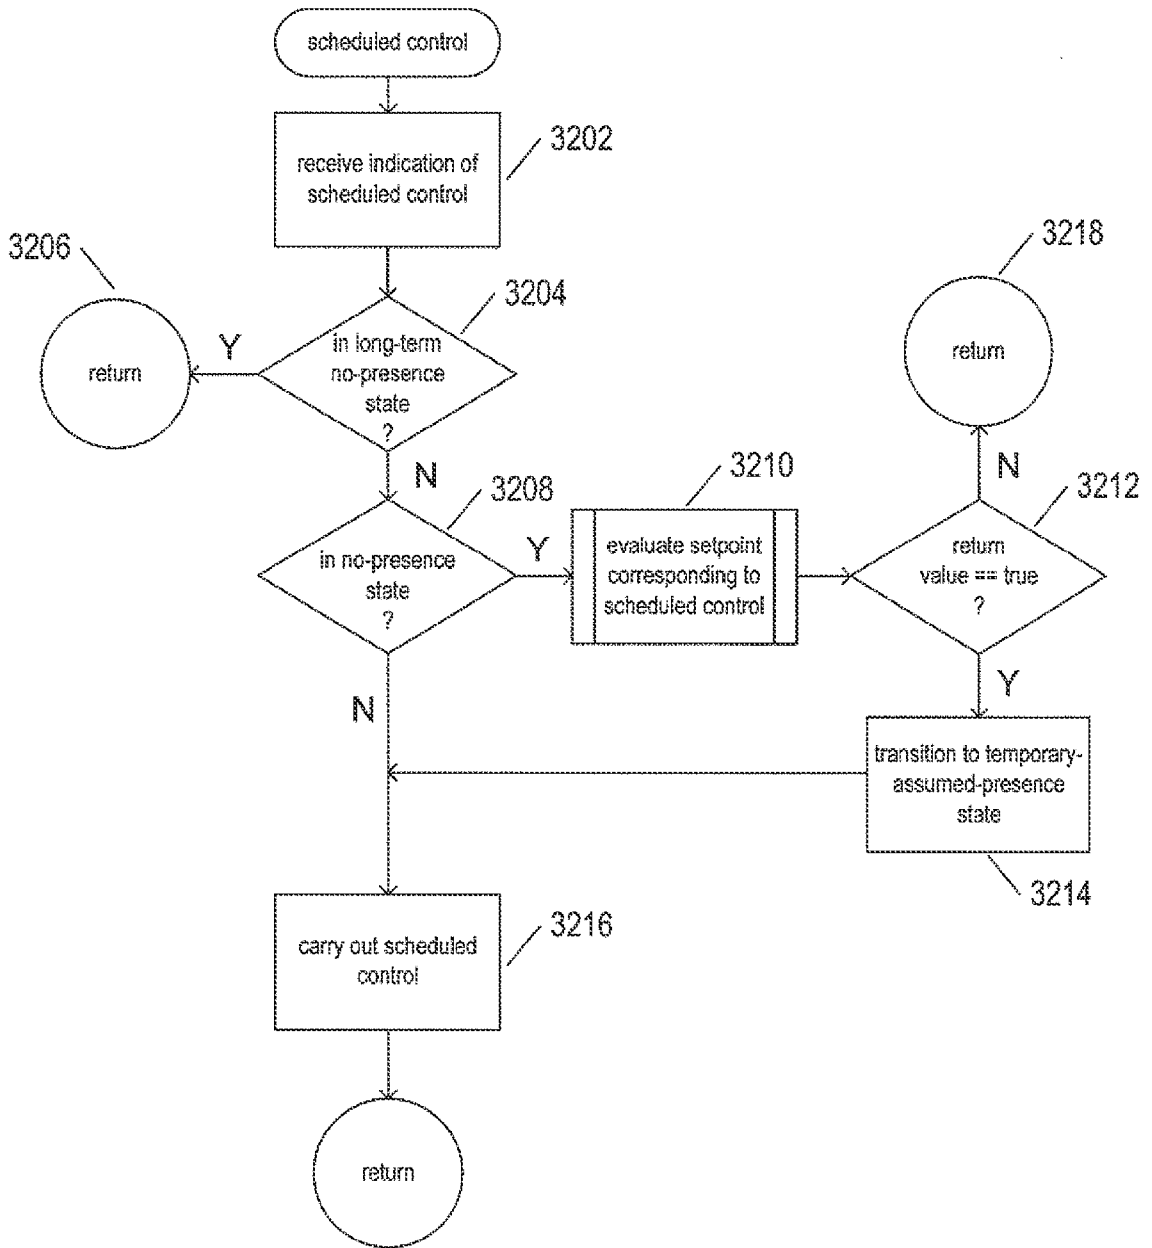 scheduled control
3202
receive indication of
scheduled control
3206
3218
3204
Y
in long-term
no-presence
state
?
return
return
N
3210
N
3208
3212
Y
evaluate setpoint
corresponding to
scheduled control
return
value == true
?
in no-presence
state
?
Y
N
transition to temporary-
assumed-presence
state
3214
3216
carry out scheduled
control
return